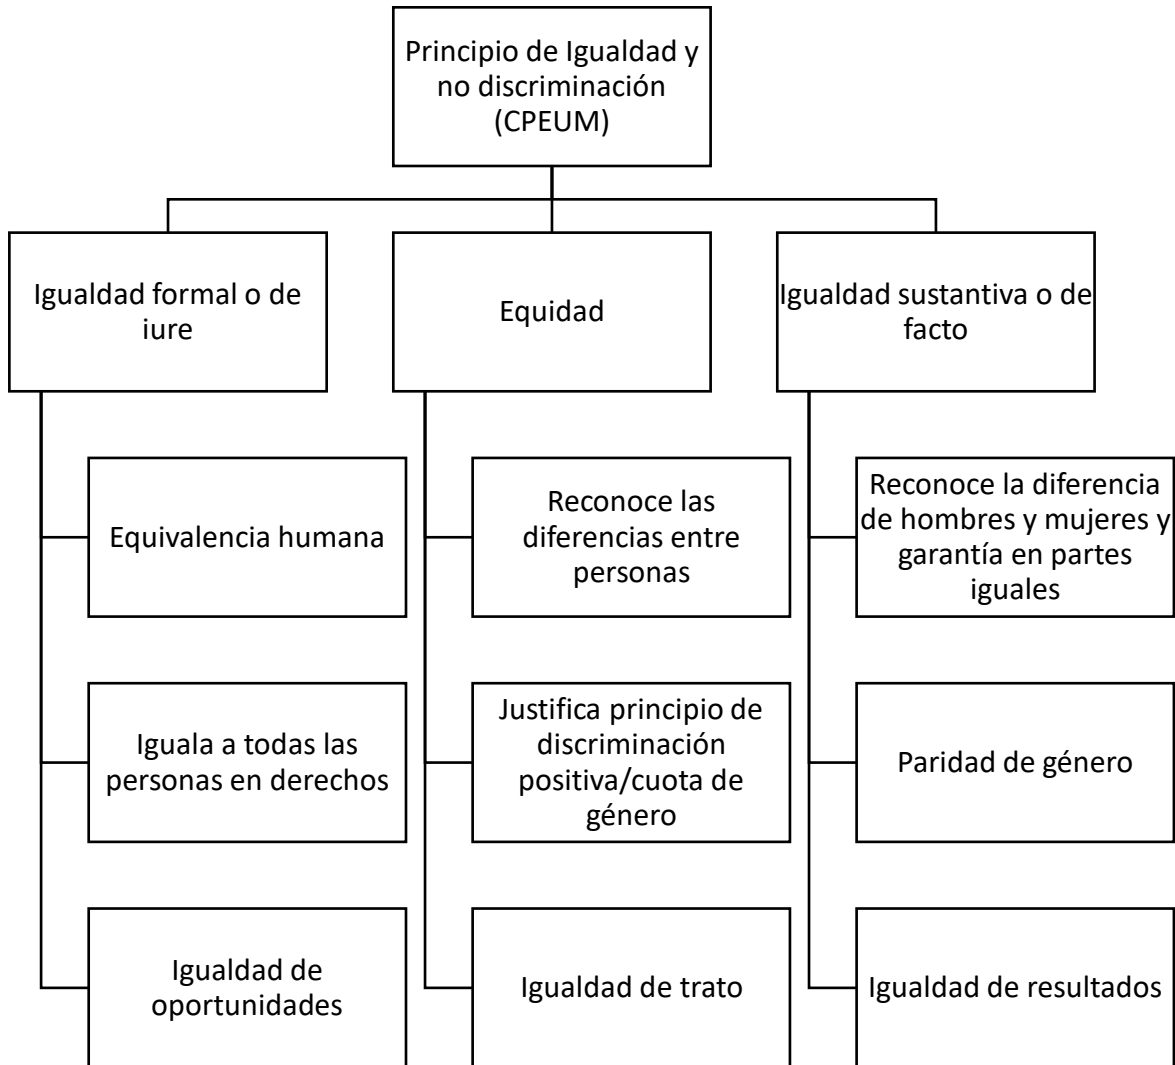 Principio de Igualdad y
no discriminación
(CPEUM)
Igualdad formal o de
iure
Equivalencia humana
Iguala a todas las
personas en derechos
Igualdad de
oportunidades
Equidad
Reconoce las
diferencias entre
personas
Justifica principio de
discriminación
positiva/cuota de
género
Igualdad de trato
Igualdad sustantiva o de
facto
Reconoce la diferencia
de hombres y mujeres y
garantía en partes
iguales
Paridad de género
Igualdad de resultados